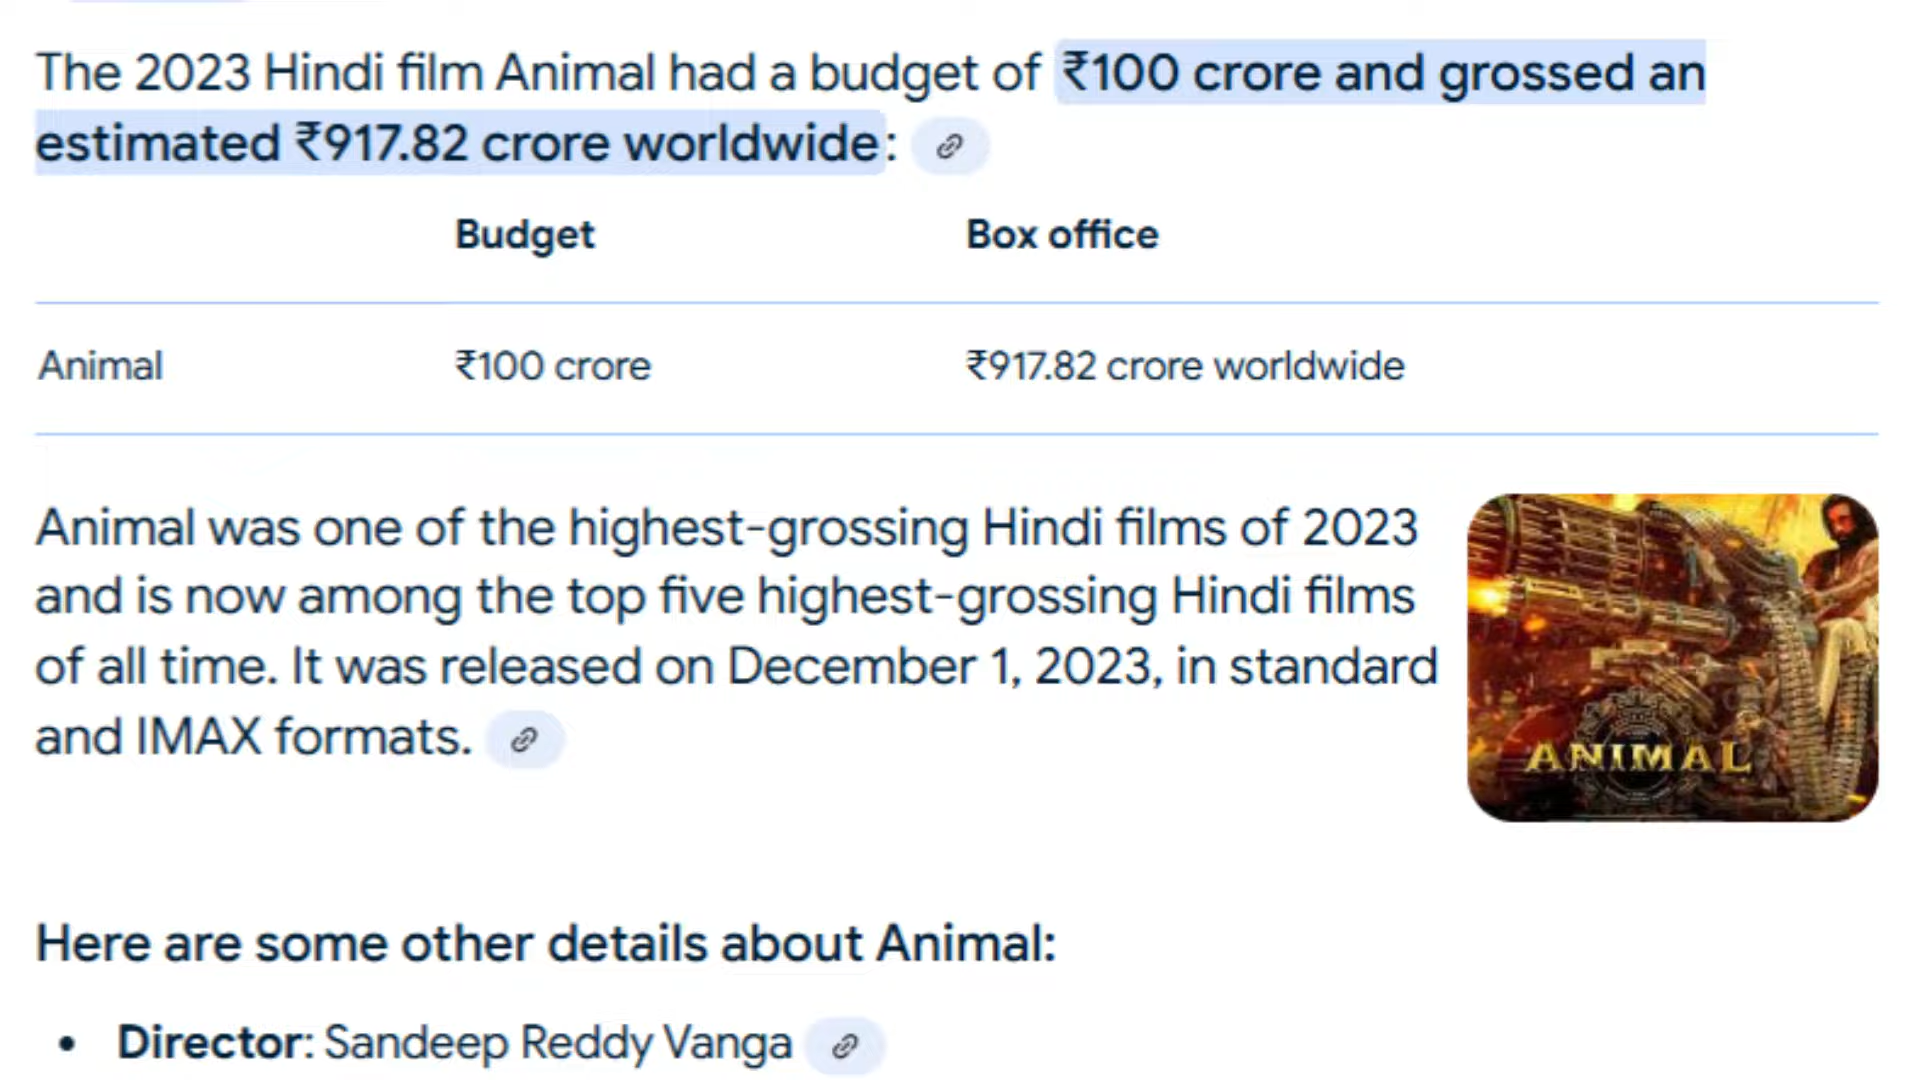 The 2023 Hindi film Animal had a budget of ₹100 crore and grossed an
estimated ₹917.82 crore worldwide:
Budget Box office
Animal ₹100 crore ₹917.82 crore worldwide
Animal was one of the highest-grossing Hindi films of 2023
and is now among the top five highest-grossing Hindi films
of all time. It was released on December 1, 2023, in standard
and IMAX formats.
ANIMAL
Here are some other details about Animal:
• Director: Sandeep Reddy Vanga